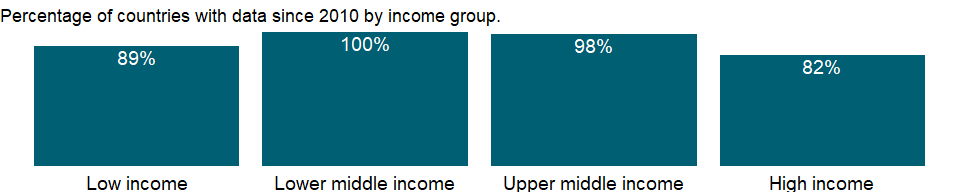 Percentage of countries with data since 2010 by income group.
89%
100%
98%
82%
Low income
Lower middle income
Upper middle income
High income